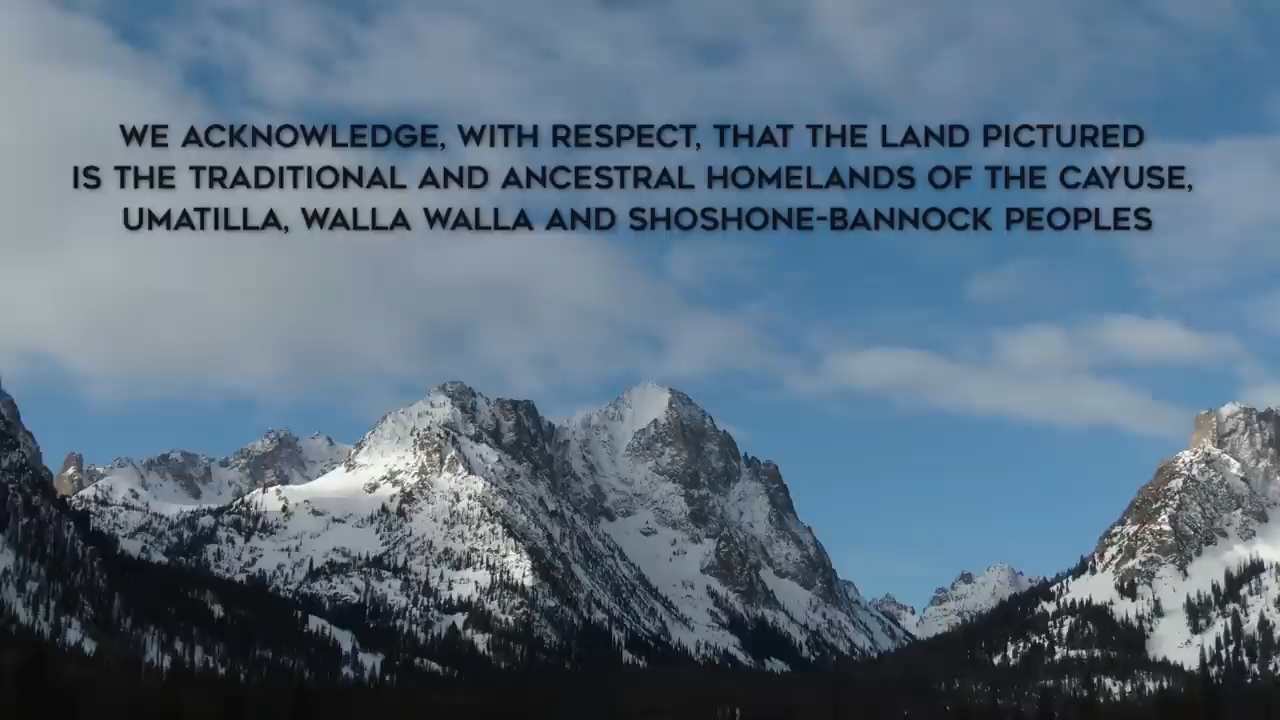 WE ACKNOWLEDGE, WITH RESPECT, THAT THE LAND PICTURED
IS THE TRADITIONAL AND ANCESTRAL HOMELANDS OF THE CAYUSE,
UMATILLA, WALLA WALLA AND SHOSHONE-BANNOCK PEOPLES